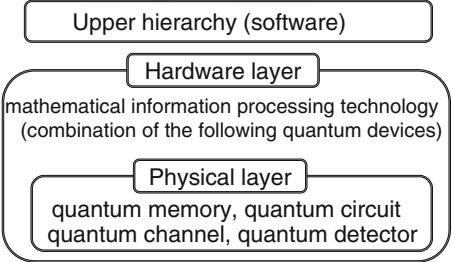 Upper hierarchy (software)
Hardware layer
mathematical information processing technology
(combination of the following quantum devices)
Physical layer
quantum memory, quantum circuit
quantum channel, quantum detector